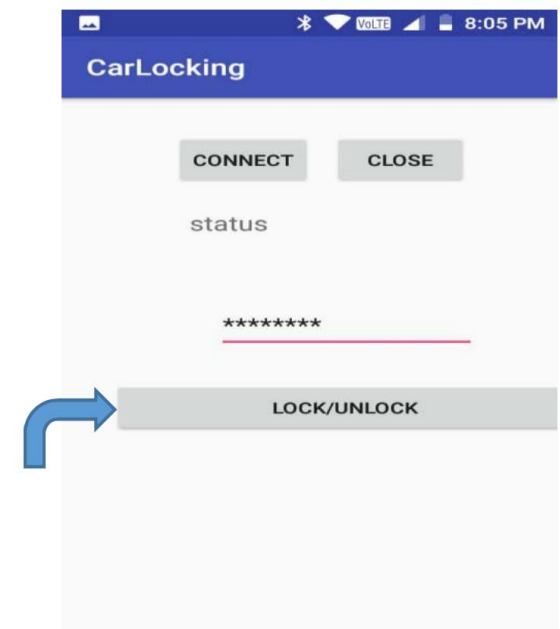 VoLTE 8:05 PM
CarLocking
CONNECT CLOSE
status
********
LOCK/UNLOCK